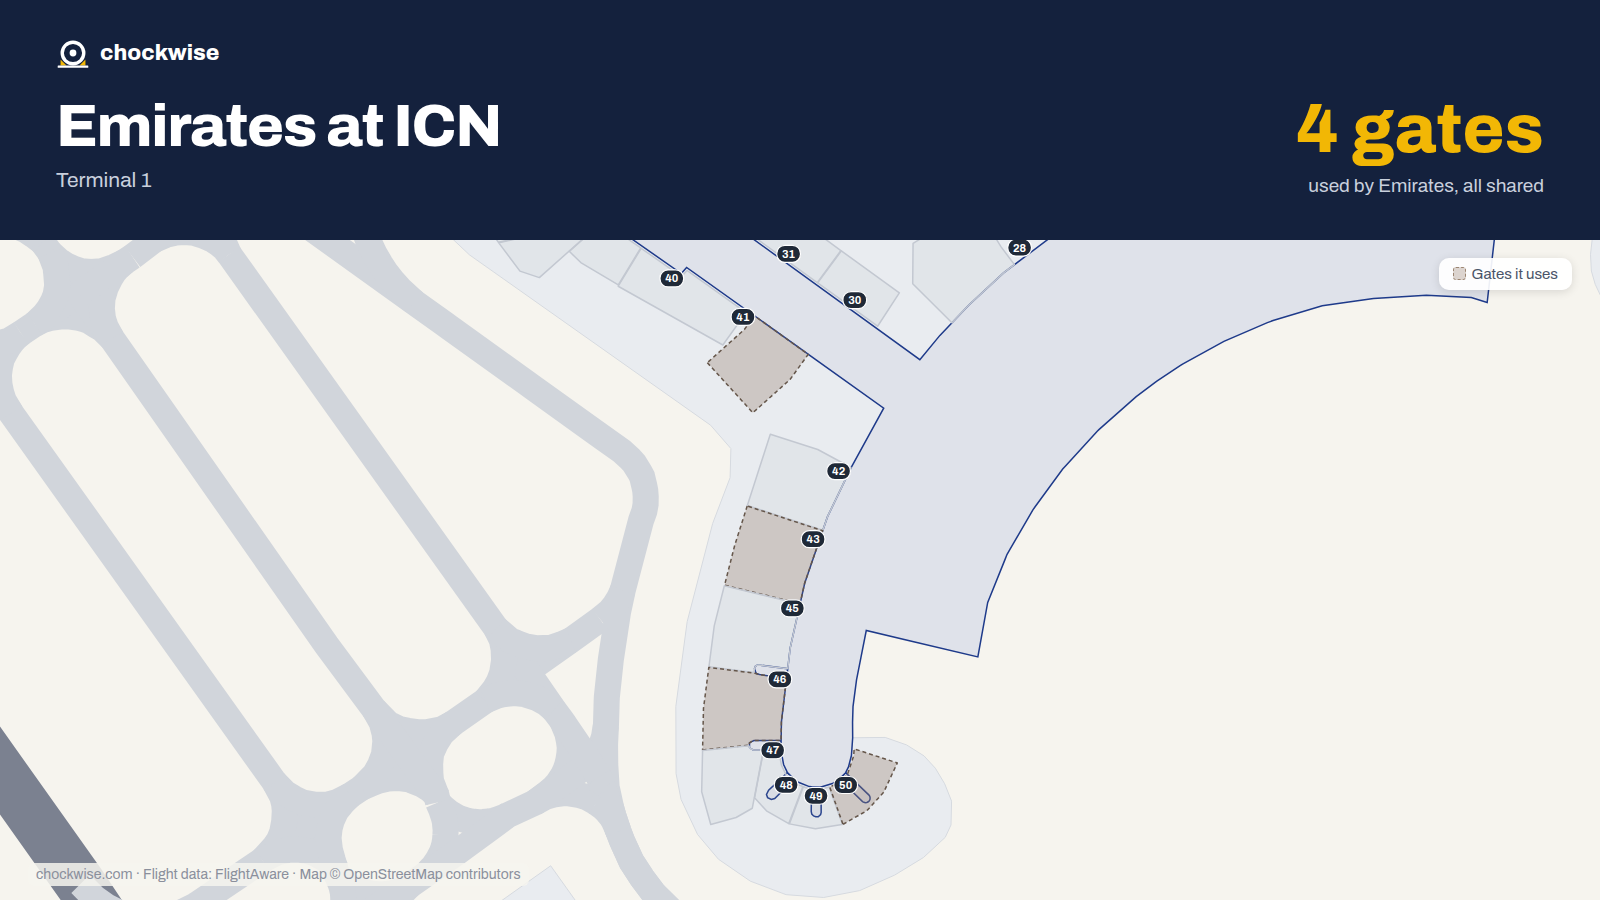 chockwise
Emirates at ICN
Terminal 1
4 gates
used by Emirates, all shared
Gates it uses
28
31
40
30
41
42
43
45
46
47
48
49
50
chockwise.com · Flight data: FlightAware · Map © OpenStreetMap contributors